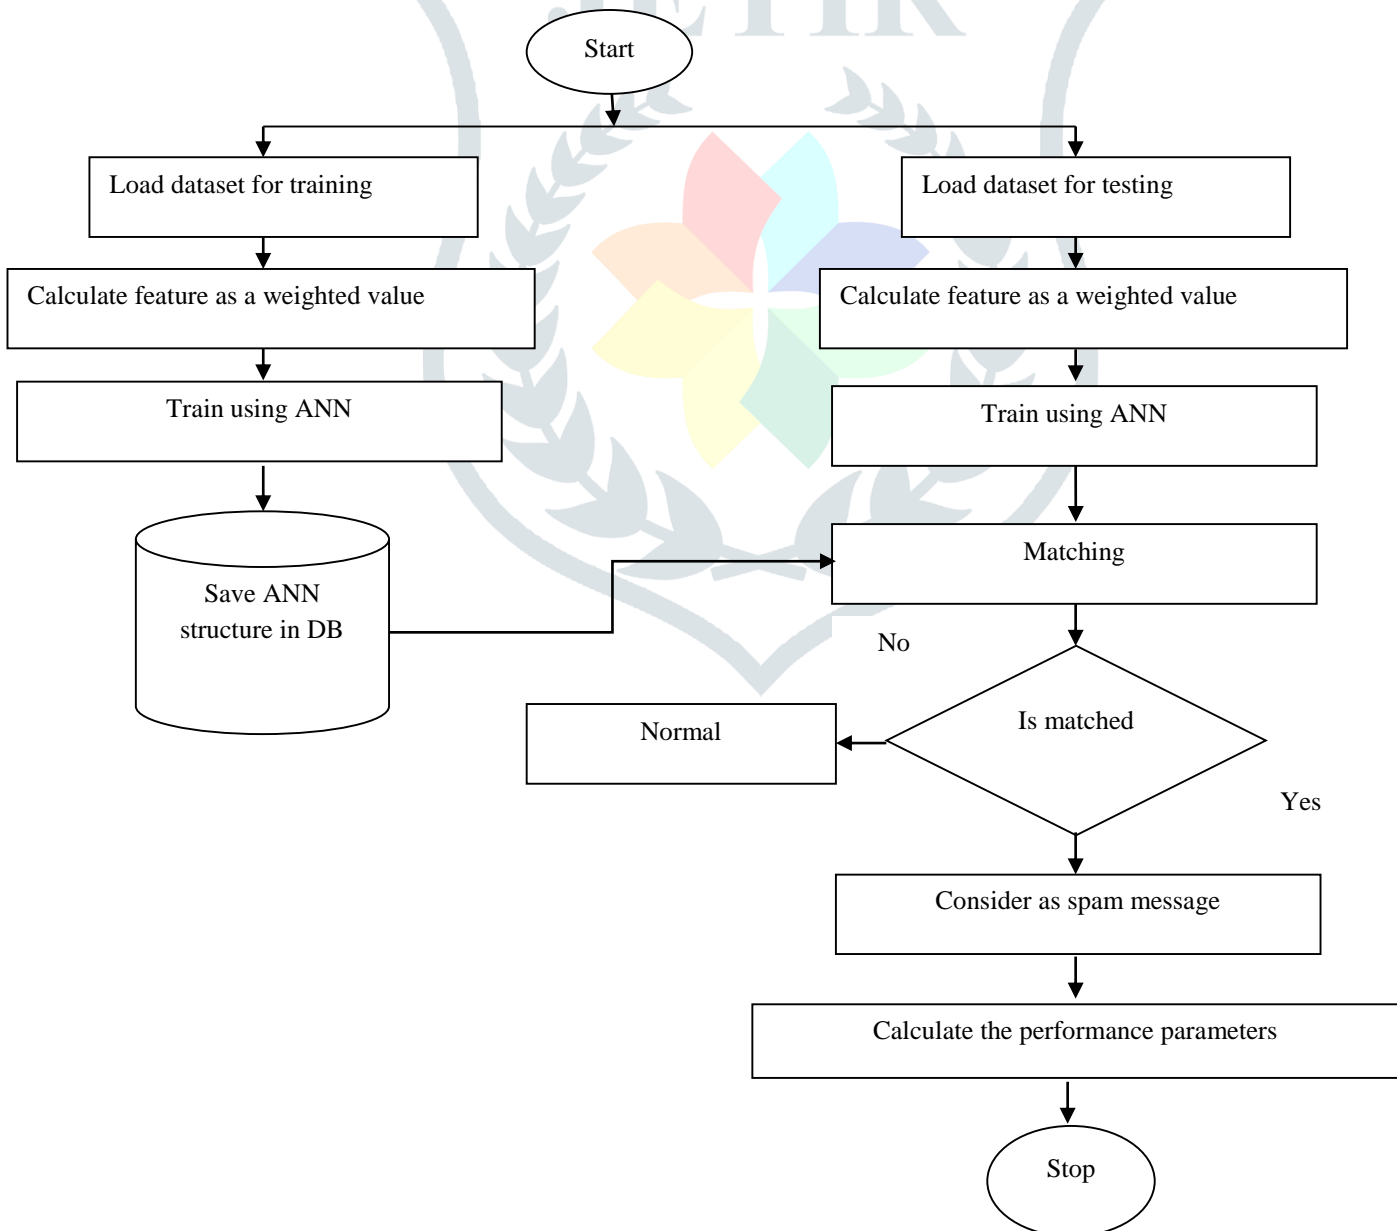 JETIR
Start
Load dataset for training
Load dataset for testing
Calculate feature as a weighted value
Calculate feature as a weighted value
Train using ANN
Train using ANN
Save ANN
structure in DB
Matching
No
Is matched
Normal
Yes
Consider as spam message
Calculate the performance parameters
Stop